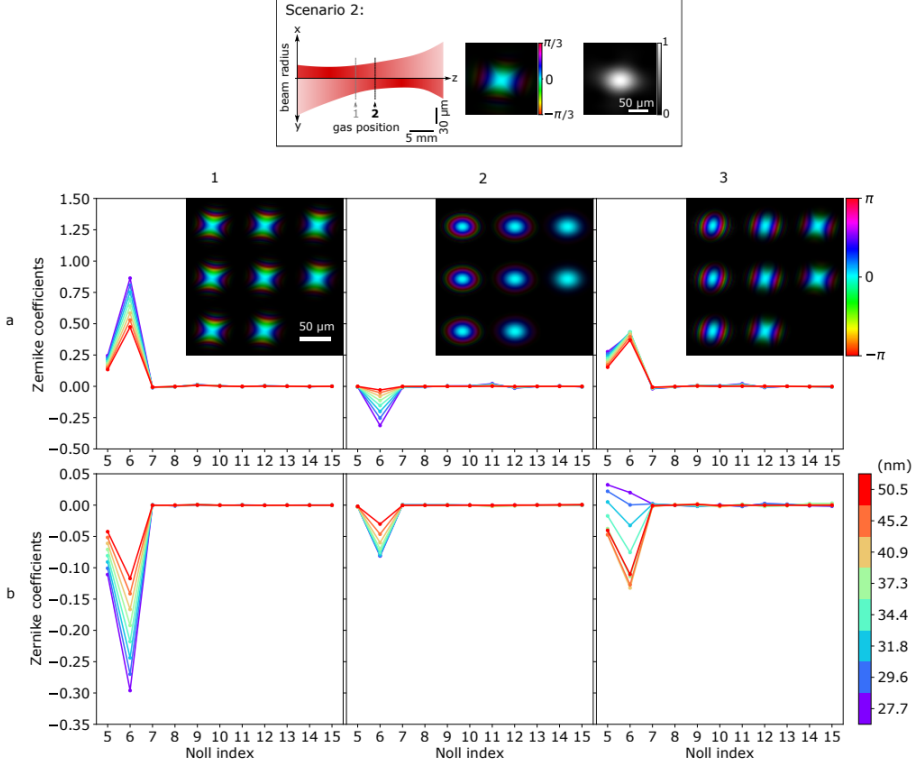 Scenario 2:
x
beam radius
y
z
1
2
gas position
5 mm
30 μm
π/3
0
−π/3
1
50 μm
0
1
2
3
a
Zernike coefficients
1.50
1.25
1.00
0.75
0.50
0.25
0.00
−0.25
−0.50
50 μm
π
0
−π
5 6 7 8 9 10 11 12 13 14 15
5 6 7 8 9 10 11 12 13 14 15
5 6 7 8 9 10 11 12 13 14 15
b
Zernike coefficients
0.05
0.00
−0.05
−0.10
−0.15
−0.20
−0.25
−0.30
−0.35
5 6 7 8 9 10 11 12 13 14 15
5 6 7 8 9 10 11 12 13 14 15
5 6 7 8 9 10 11 12 13 14 15
Noll index
Noll index
Noll index
(nm)
50.5
45.2
40.9
37.3
34.4
31.8
29.6
27.7